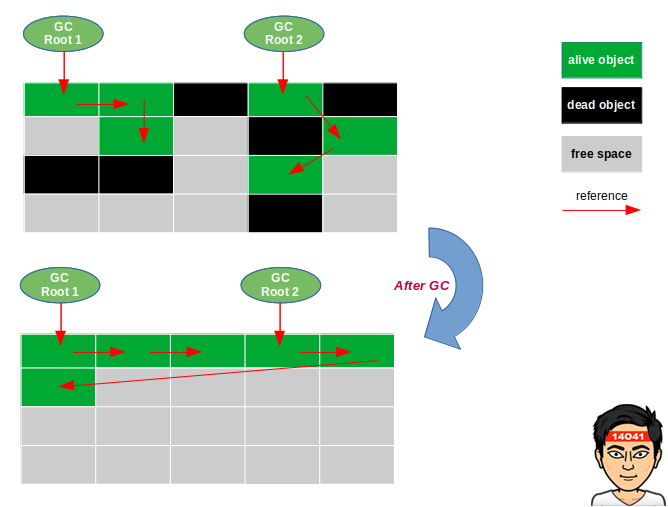 GC
Root 1
GC
Root 2
alive object
dead object
free space
reference
GC
Root 1
GC
Root 2
After GC
14041